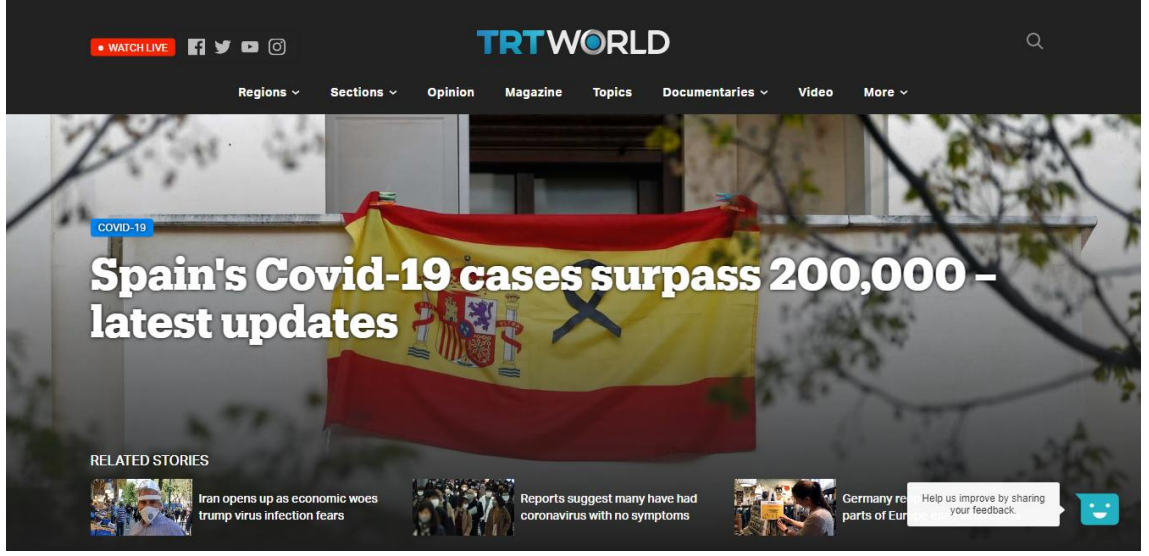 WATCH LIVE
TRTWORLD
Regions
Sections
Opinion
Magazine
Topics
Documentaries
Video
More
COVID-19
Spain's Covid-19 cases surpass 200,000 –
latest updates
RELATED STORIES
Iran opens up as economic woes
trump virus infection fears
Reports suggest many have had
coronavirus with no symptoms
Germany
parts of
Help us improve by sharing
your feedback.